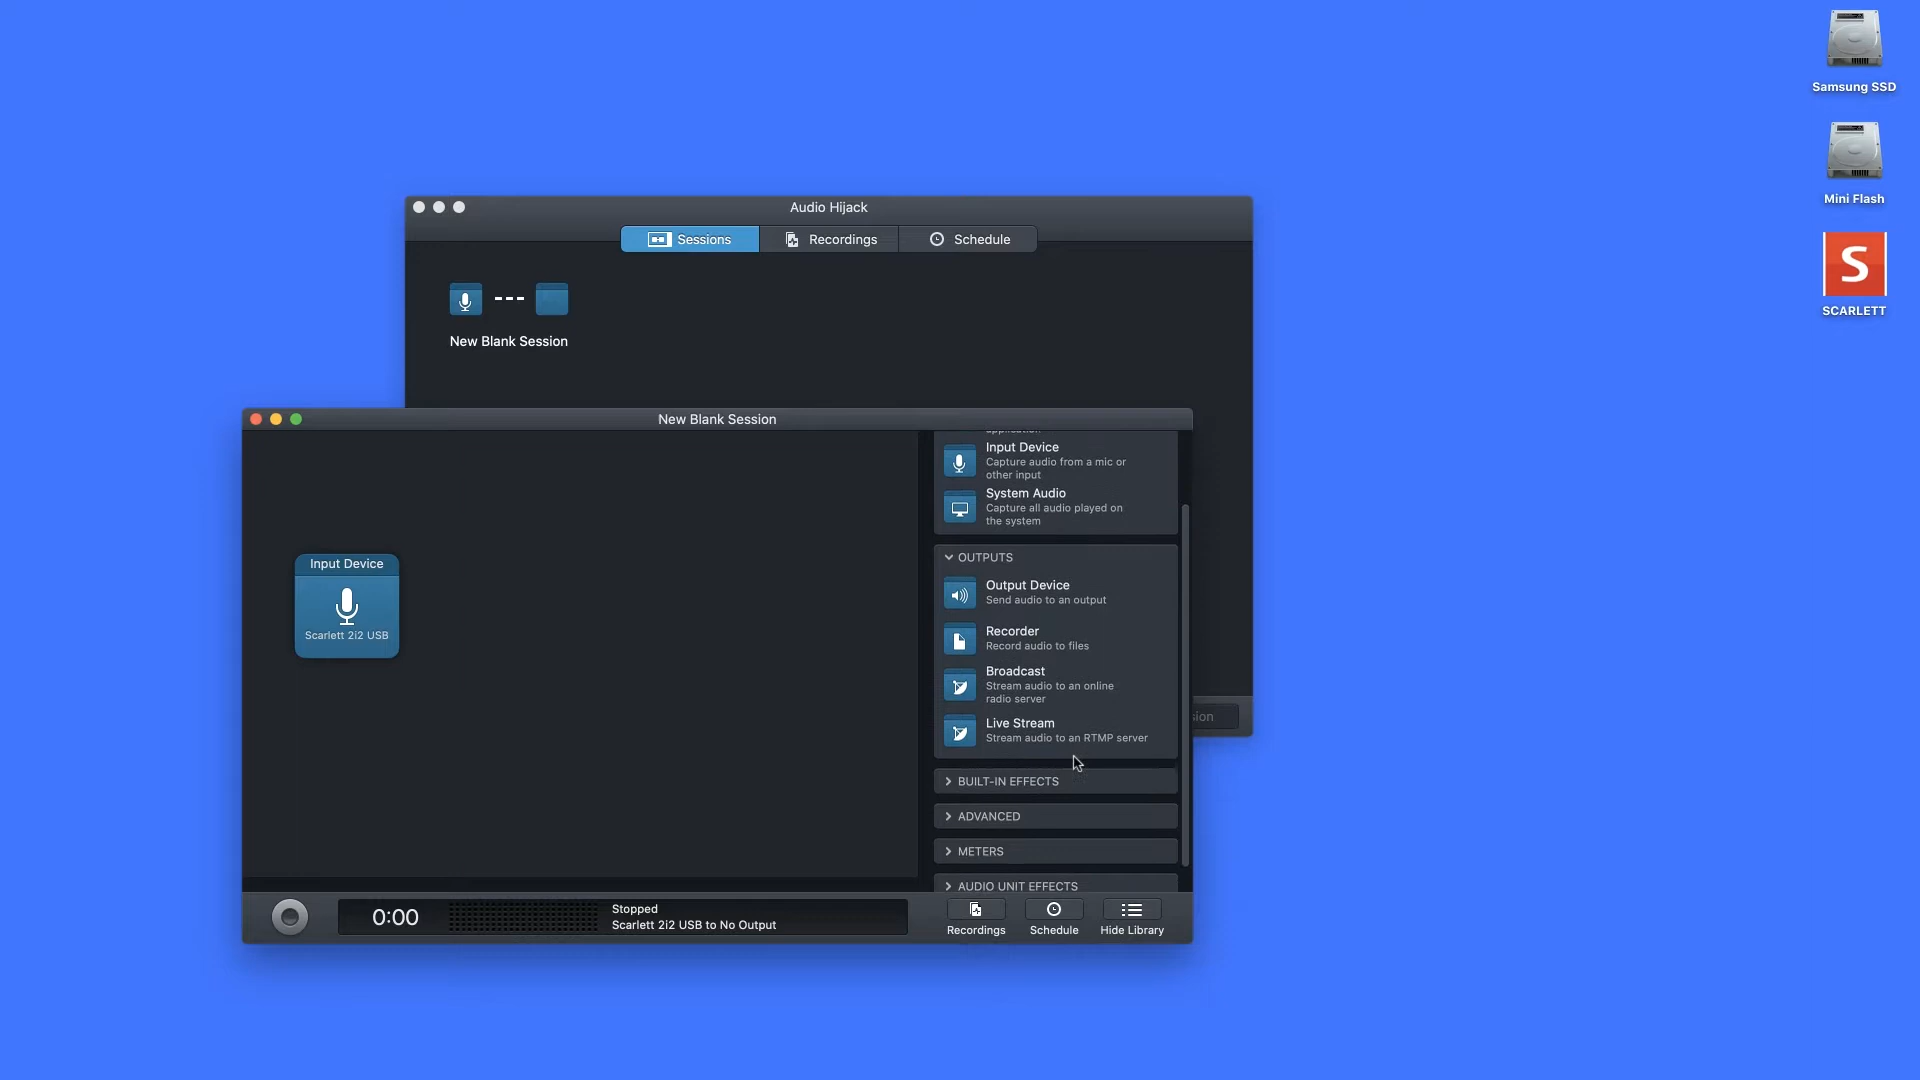 Samsung SSD
Mini Flash
S
SCARLETT
Audio Hijack
Sessions
Recordings
Schedule
New Blank Session
New Blank Session
Input Device
Capture audio from a mic or
other input
System Audio
Capture all audio played on
the system
OUTPUTS
Output Device
Send audio to an output
Recorder
Record audio to files
Broadcast
Stream audio to an online
radio server
Live Stream
Stream audio to an RTMP server
BUILT-IN EFFECTS
ADVANCED
METERS
AUDIO UNIT EFFECTS
Input Device
Scarlett 2i2 USB
0:00
Stopped
Scarlett 2i2 USB to No Output
Recordings
Schedule
Hide Library